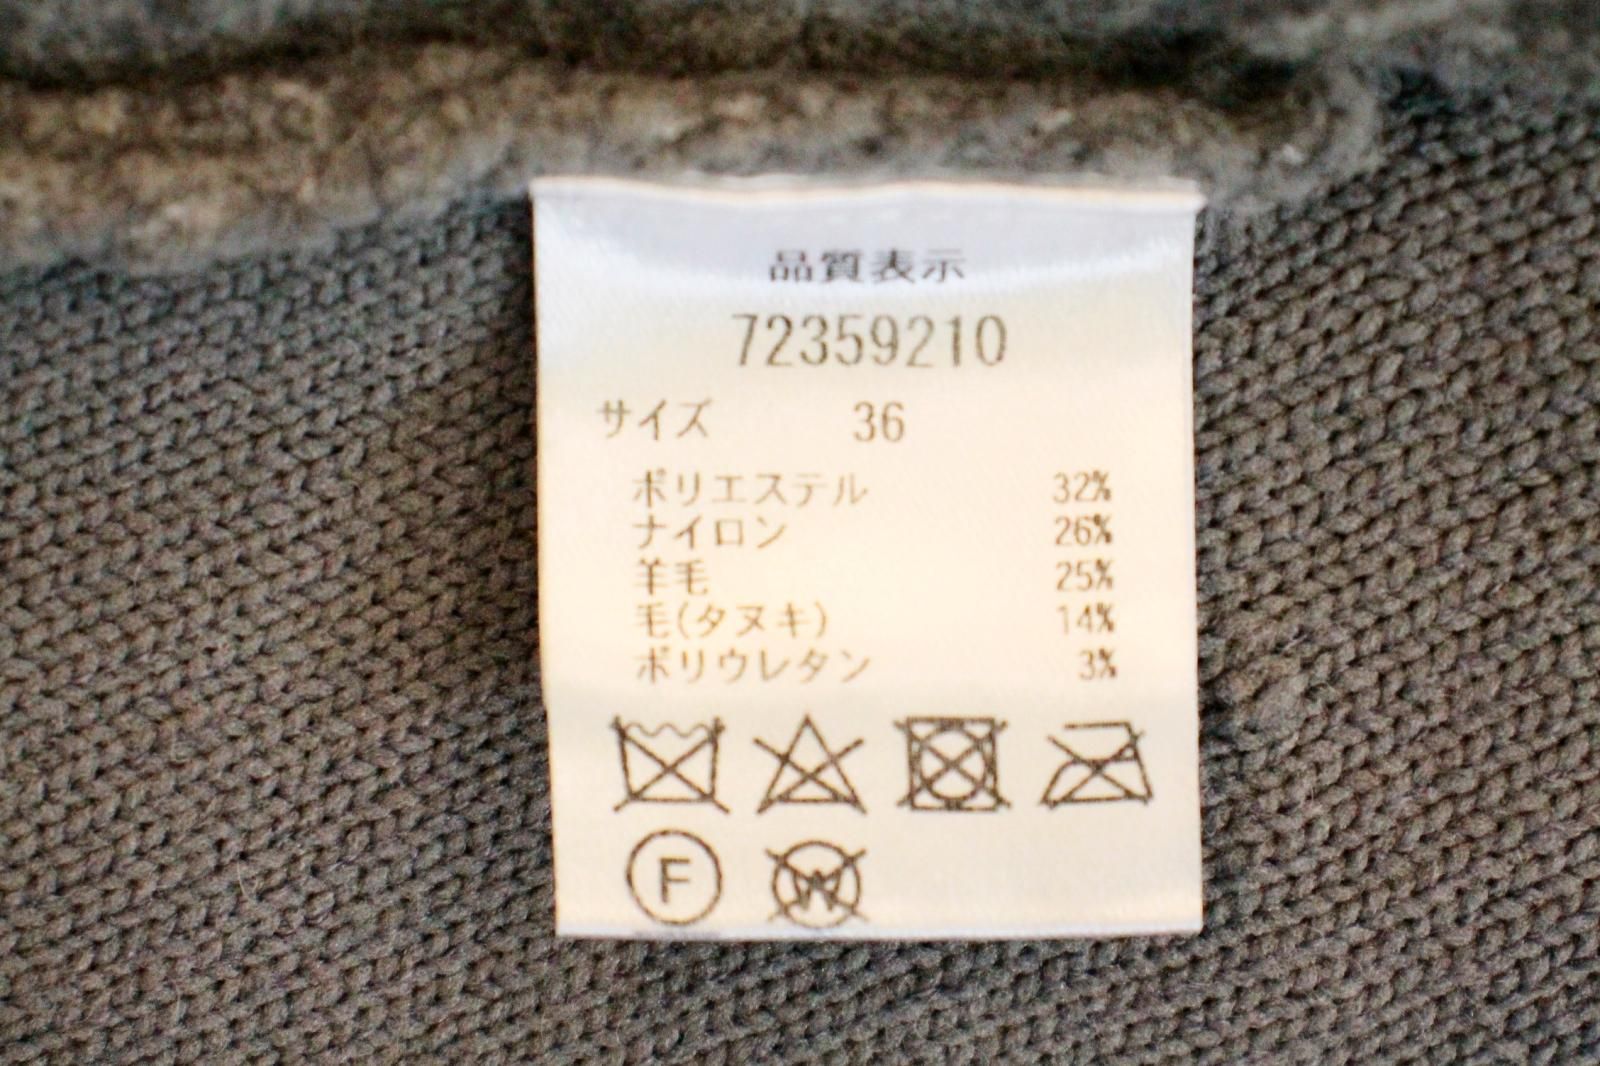 品質表示
72359210
サイズ 36
ポリエステル 32%
ナイロン 26%
羊毛 25%
毛(タヌキ) 14%
ポリウレタン 3%
F W